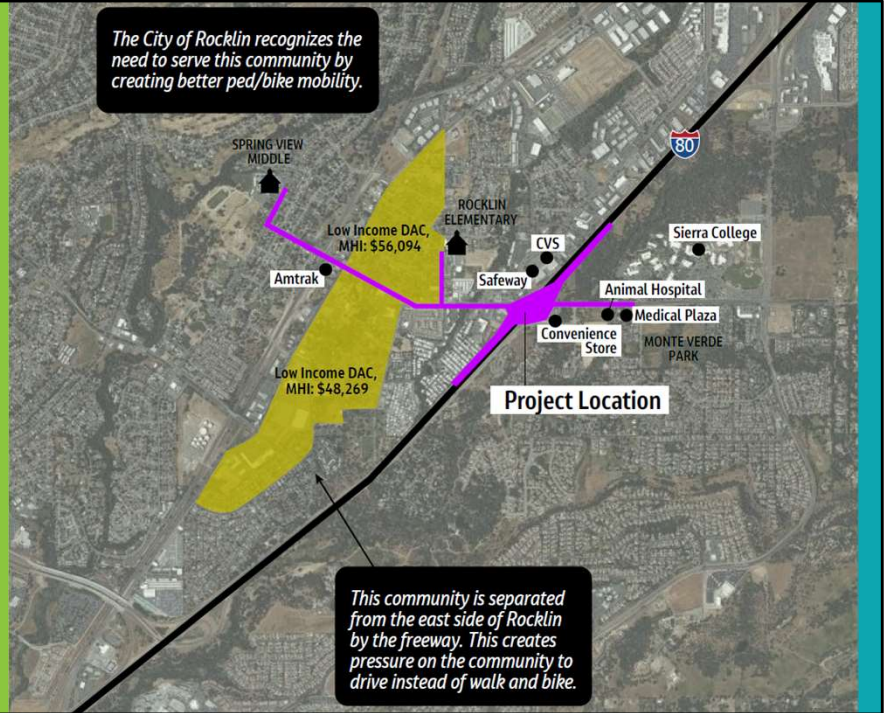 The City of Rocklin recognizes the
need to serve this community by
creating better ped/bike mobility.
80
SPRING VIEW
MIDDLE
ROCKLIN
ELEMENTARY
Low Income DAC,
MHI: $56,094
Amtrak
CVS
Safeway
Sierra College
Animal Hospital
Medical Plaza
Convenience
Store
MONTE VERDE
PARK
Low Income DAC,
MHI: $48,269
Project Location
This community is separated
from the east side of Rocklin
by the freeway. This creates
pressure on the community to
drive instead of walk and bike.